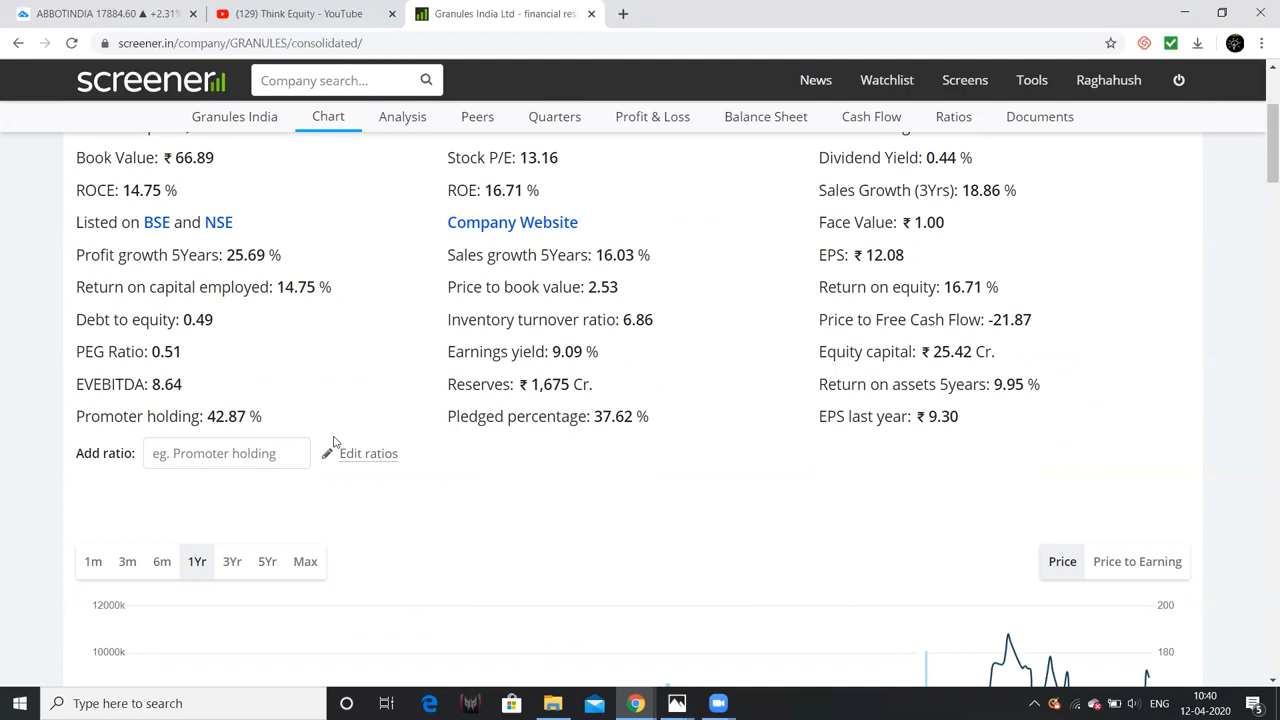 ABBOTINDIA 17884.60 ▲ +2.31%
(129) Think Equity - YouTube
Granules India Ltd - financial res
screener.in/company/GRANULES/consolidated/
screener
Company search...
News Watchlist Screens Tools Raghahush
Granules India Chart Analysis Peers Quarters Profit & Loss Balance Sheet Cash Flow Ratios Documents
Book Value: ₹ 66.89 Stock P/E: 13.16 Dividend Yield: 0.44 %
ROCE: 14.75 % ROE: 16.71 % Sales Growth (3Yrs): 18.86 %
Listed on BSE and NSE Company Website Face Value: ₹ 1.00
Profit growth 5Years: 25.69 % Sales growth 5Years: 16.03 % EPS: ₹ 12.08
Return on capital employed: 14.75 % Price to book value: 2.53 Return on equity: 16.71 %
Debt to equity: 0.49 Inventory turnover ratio: 6.86 Price to Free Cash Flow: -21.87
PEG Ratio: 0.51 Earnings yield: 9.09 % Equity capital: ₹ 25.42 Cr.
EVEBITDA: 8.64 Reserves: ₹ 1,675 Cr. Return on assets 5years: 9.95 %
Promoter holding: 42.87 % Pledged percentage: 37.62 % EPS last year: ₹ 9.30
Add ratio: eg. Promoter holding Edit ratios
1m 3m 6m 1Yr 3Yr 5Yr Max Price Price to Earning
12000k 200
10000k 180
Type here to search
ENG
10:40
12-04-2020
5